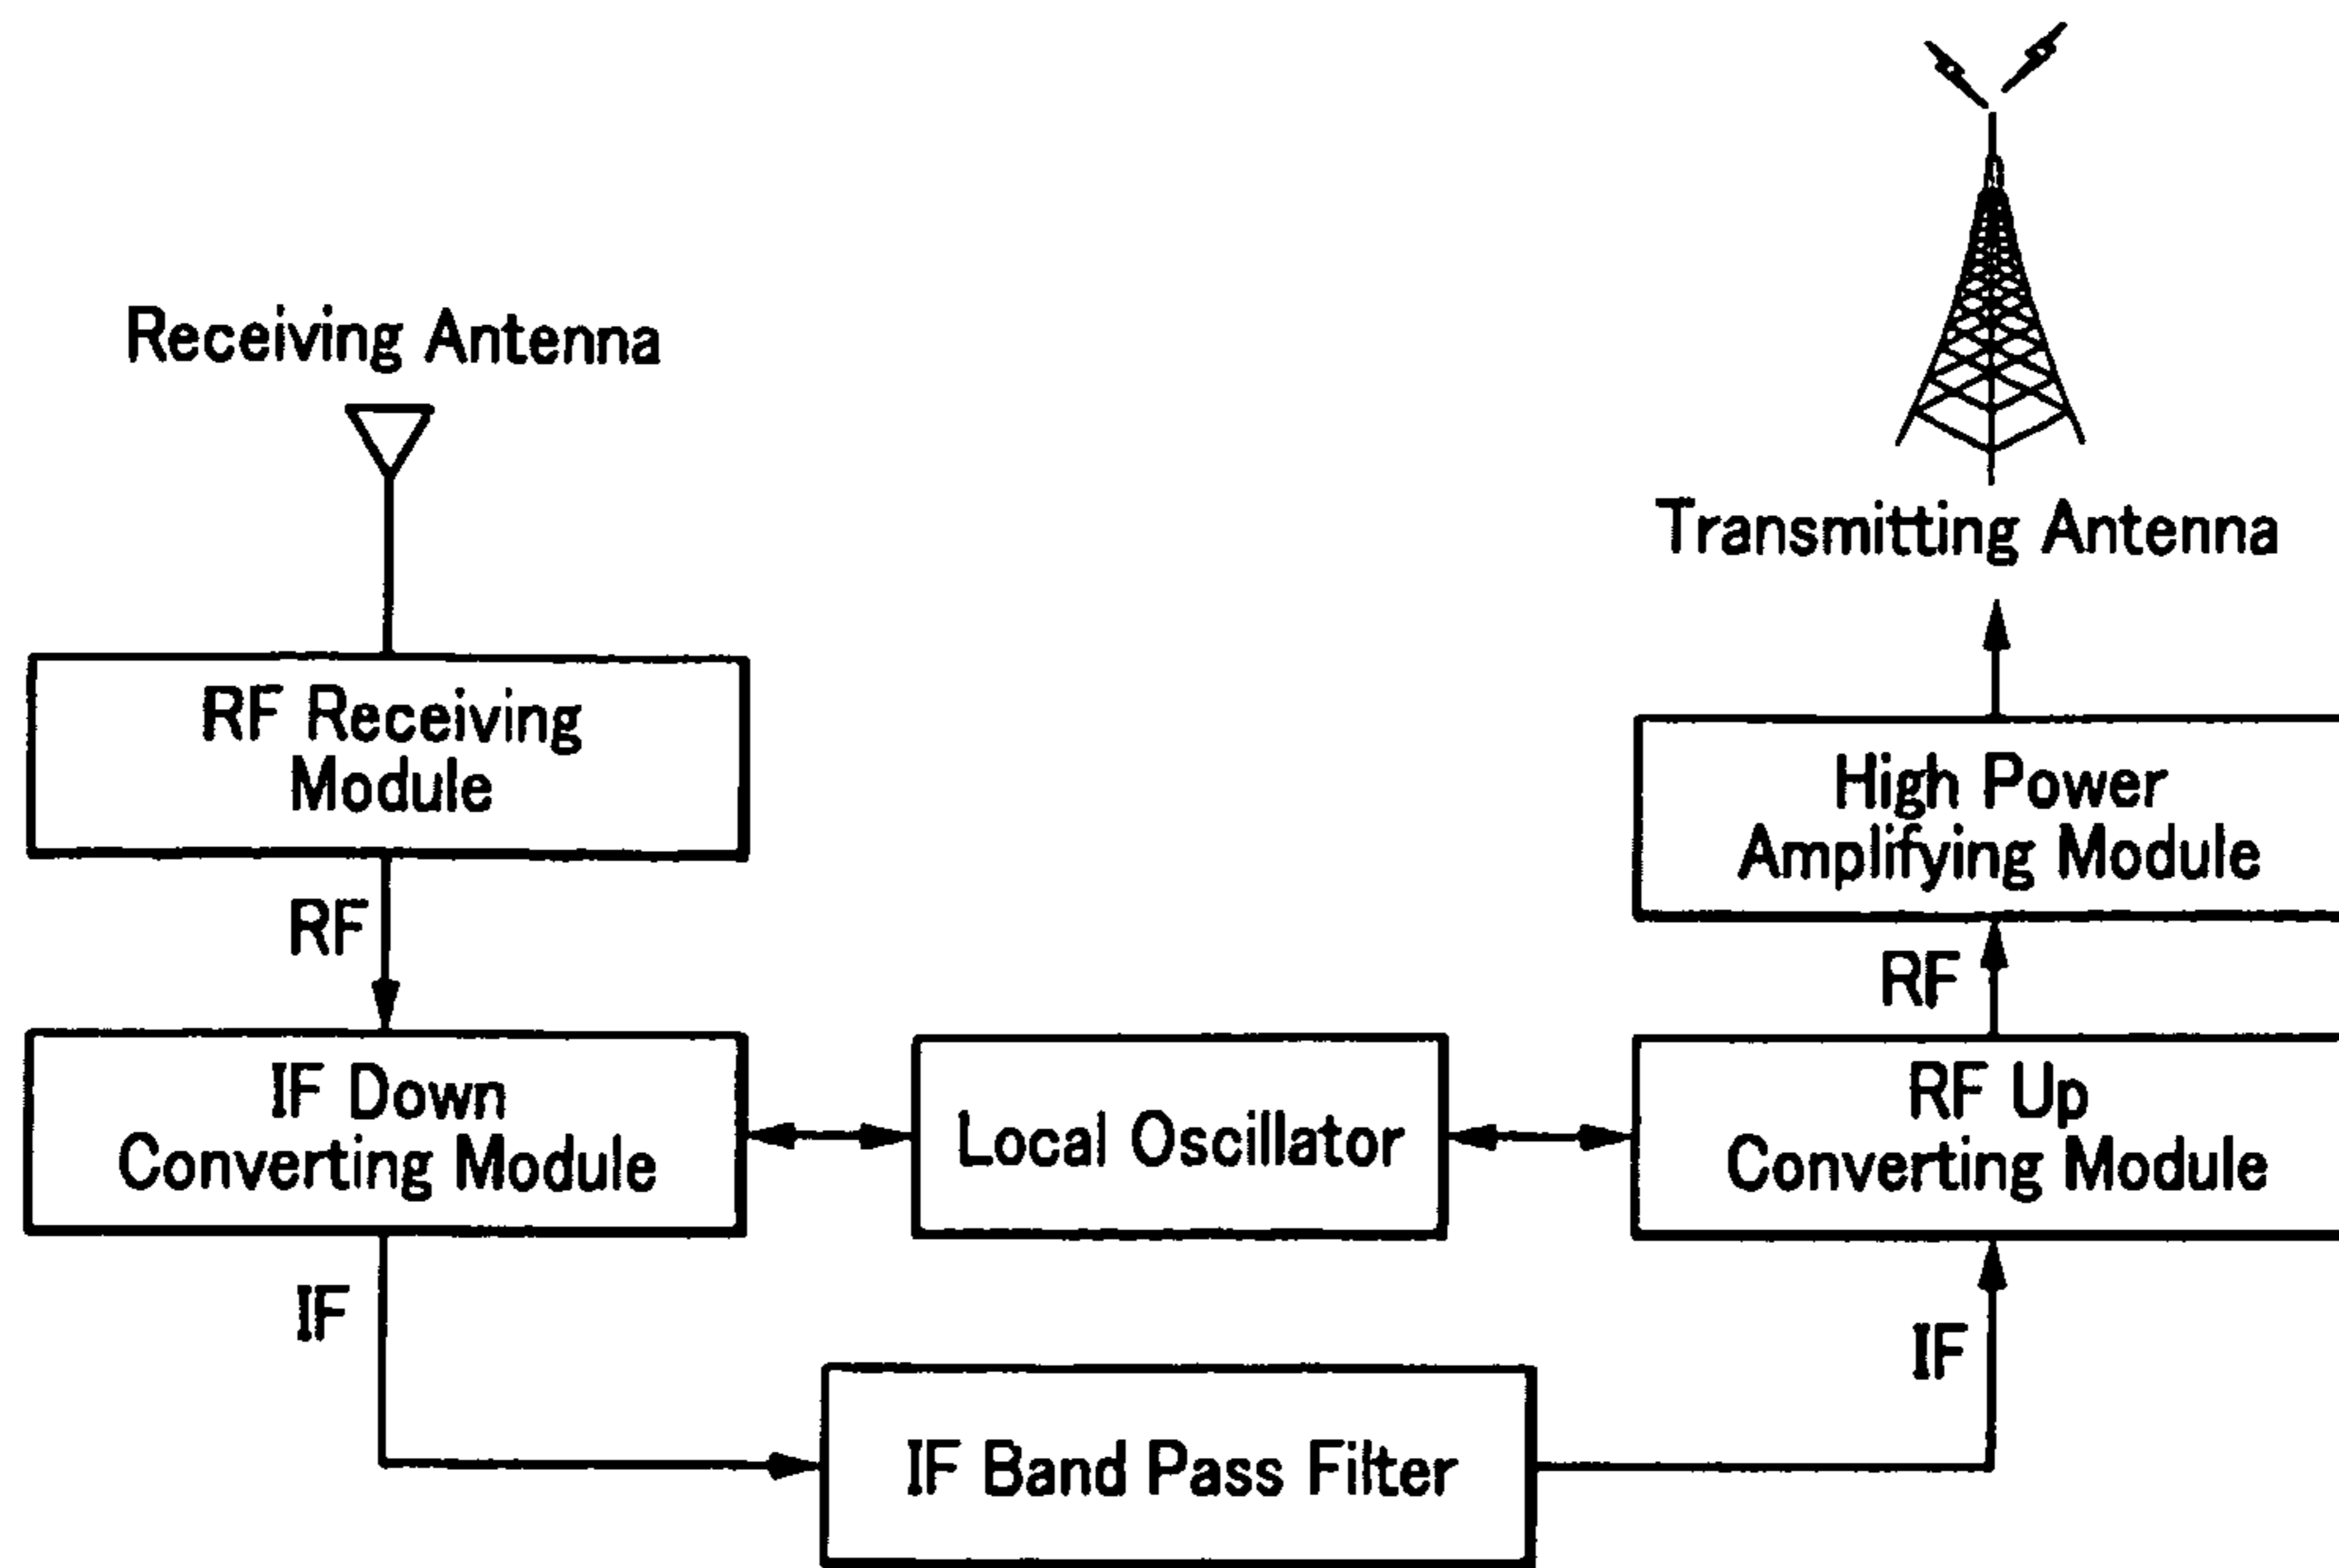 Receiving Antenna
Transmitting Antenna
RF Receiving
Module
High Power
Amplifying Module
RF
RF
IF Down
Converting Module
Local Oscillator
RF Up
Converting Module
IF
IF
IF Band Pass Filter